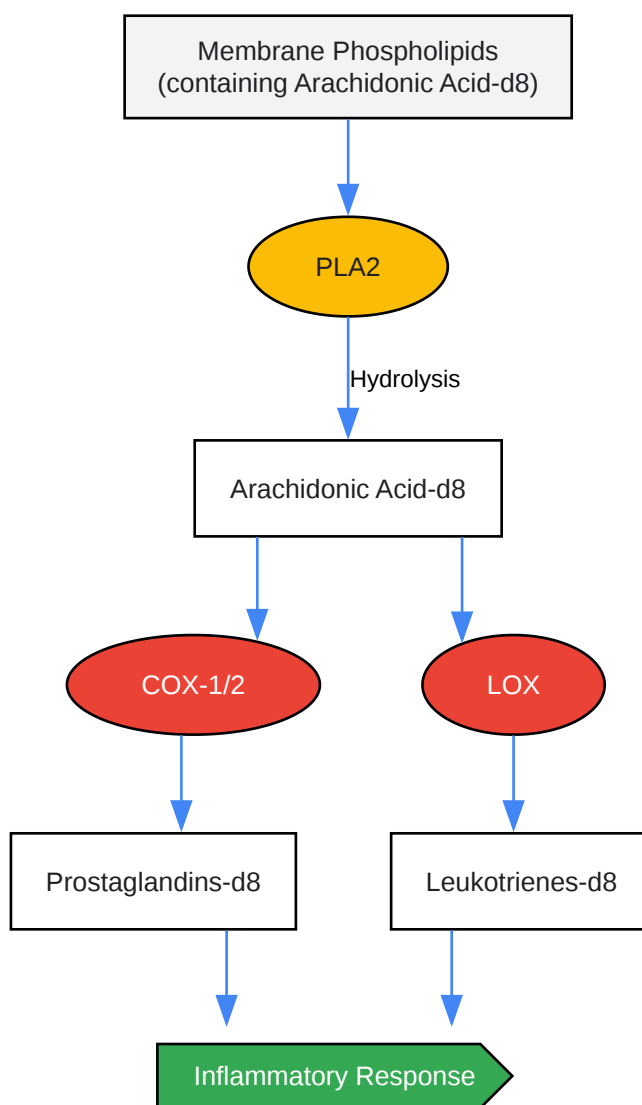 Membrane Phospholipids
(containing Arachidonic Acid-d8)
PLA2
Hydrolysis
Arachidonic Acid-d8
COX-1/2
LOX
Prostaglandins-d8
Leukotrienes-d8
Inflammatory Response